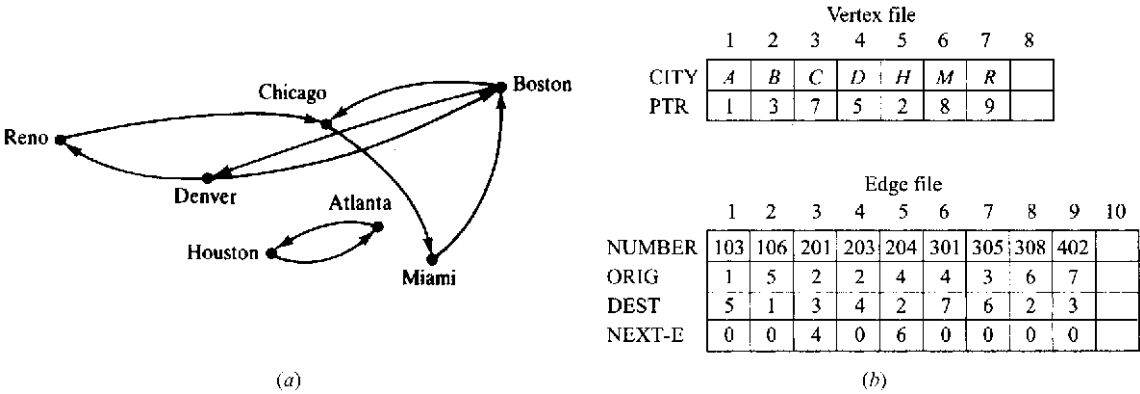 Chicago
Boston
Reno
Denver
Atlanta
Houston
Miami
(a)
Vertex file
1 2 3 4 5 6 7 8
CITY A B C D H M R
PTR 1 3 7 5 2 8 9
Edge file
1 2 3 4 5 6 7 8 9 10
NUMBER 103 106 201 203 204 301 305 308 402
ORIG 1 5 2 2 4 4 3 6 7
DEST 5 1 3 4 2 7 6 2 3
NEXT-E 0 0 4 0 6 0 0 0 0
(b)